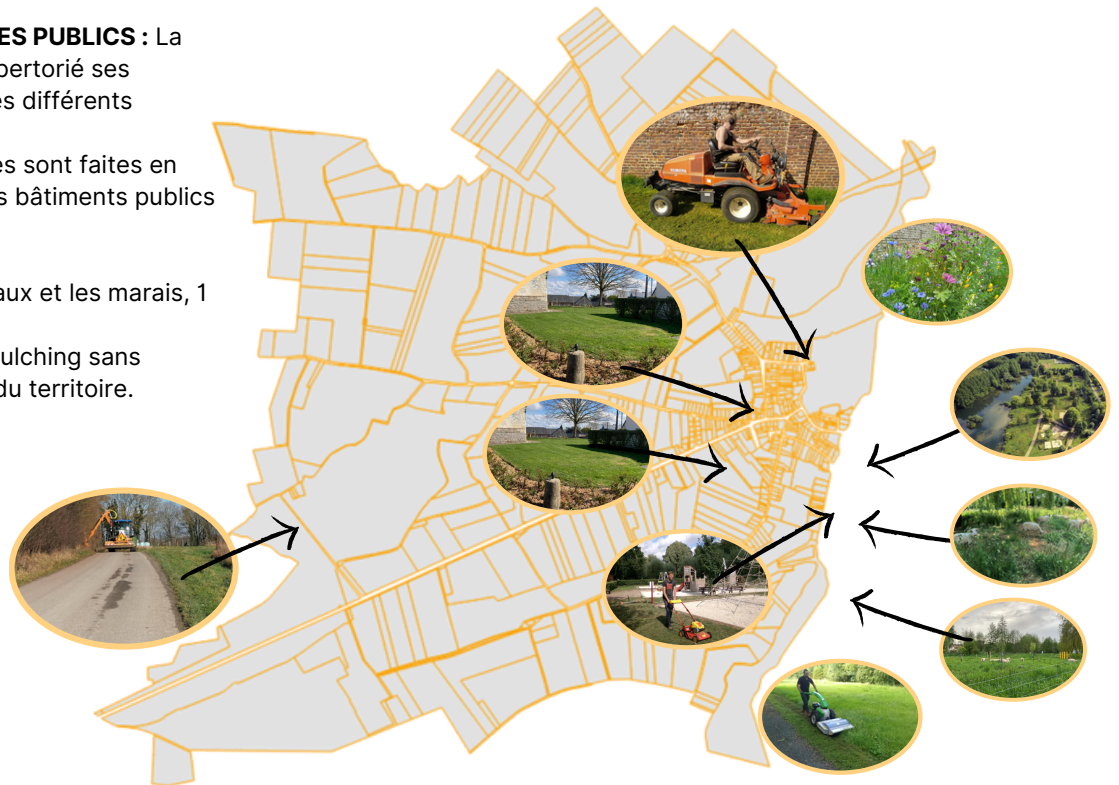 ES PUBLICS : La
pertorié ses
es différents
es sont faites en
s bâtiments publics
aux et les marais, 1
ulching sans
du territoire.